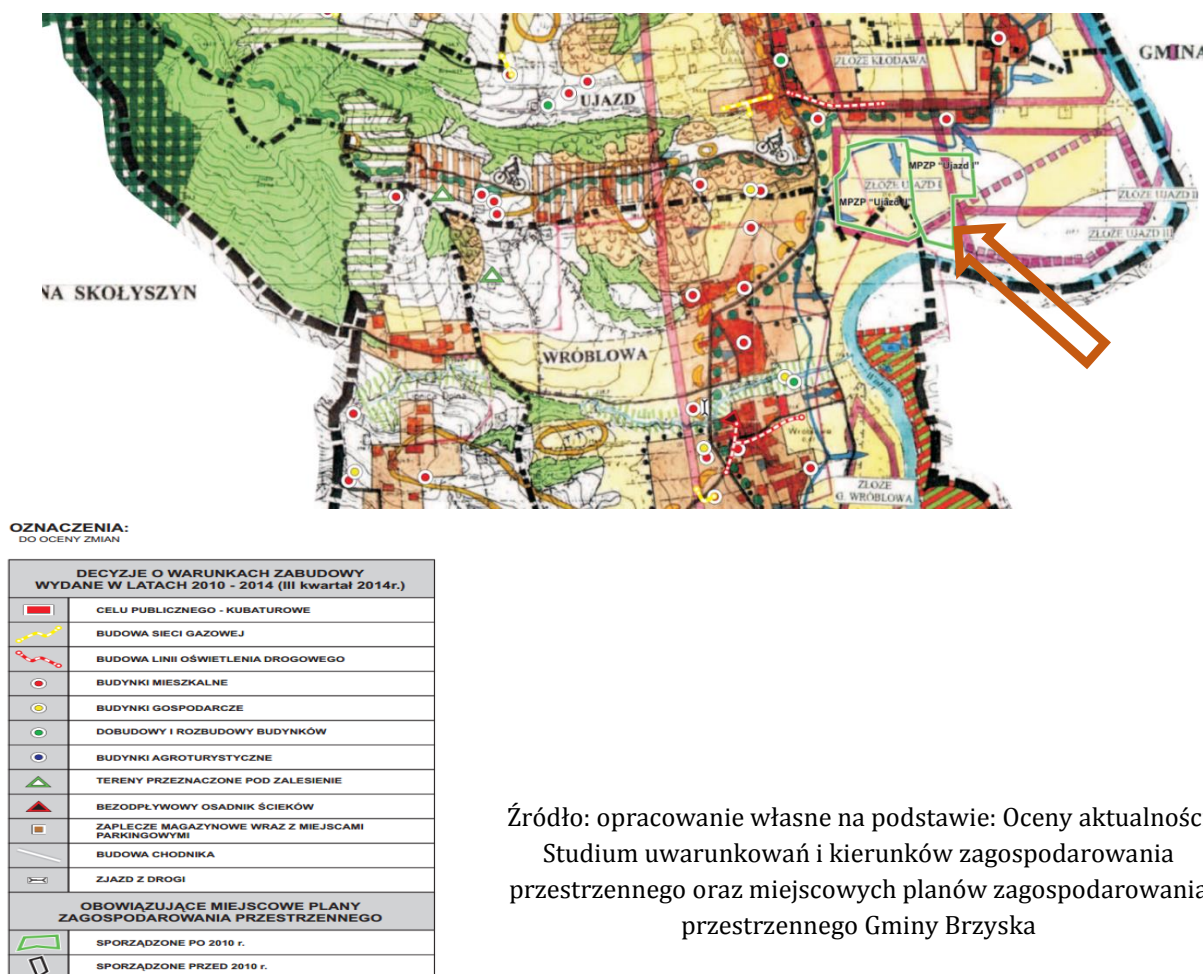 GMINA
ZŁOŻE KŁODAWA
UJAZD
MPZP "Ujazd I"
ZŁOŻE UJAZD I
ZŁOŻE UJAZD II
ZŁOŻE UJAZD III
NA SKOŁYSZYN
WRÓBLOWA
Wróblowa
ZŁOŻE
G. WRÓBLOWA
OZNACZENIA:
DO OCENY ZMIAN
DECYZJE O WARUNKACH ZABUDOWY
WYDANE W LATACH 2010 - 2014 (III kwartał 2014r.)
CELU PUBLICZNEGO - KUBATUROWE
BUDOWA SIECI GAZOWEJ
BUDOWA LINII OŚWIETLENIA DROGOWEGO
BUDYNKI MIESZKALNE
BUDYNKI GOSPODARCZE
DOBUDOWY I ROZBUDOWY BUDYNKÓW
BUDYNKI AGROTURYSTYCZNE
TERENY PRZEZNACZONE POD ZALESIENIE
BEZODPŁYWOWY OSADNIK ŚCIEKÓW
ZAPLECZE MAGAZYNOWE WRAZ Z MIEJSCAMI
PARKINGOWYMI
BUDOWA CHODNIKA
ZJAZD Z DROGI
OBOWIĄZUJĄCE MIEJSCOWE PLANY
ZAGOSPODAROWANIA PRZESTRZENNEGO
SPORZĄDZONE PO 2010 r.
SPORZĄDZONE PRZED 2010 r.
Źródło: opracowanie własne na podstawie: Oceny aktualnośc
Studium uwarunkowań i kierunków zagospodarowania
przestrzennego oraz miejscowych planów zagospodarowania
przestrzennego Gminy Brzyska